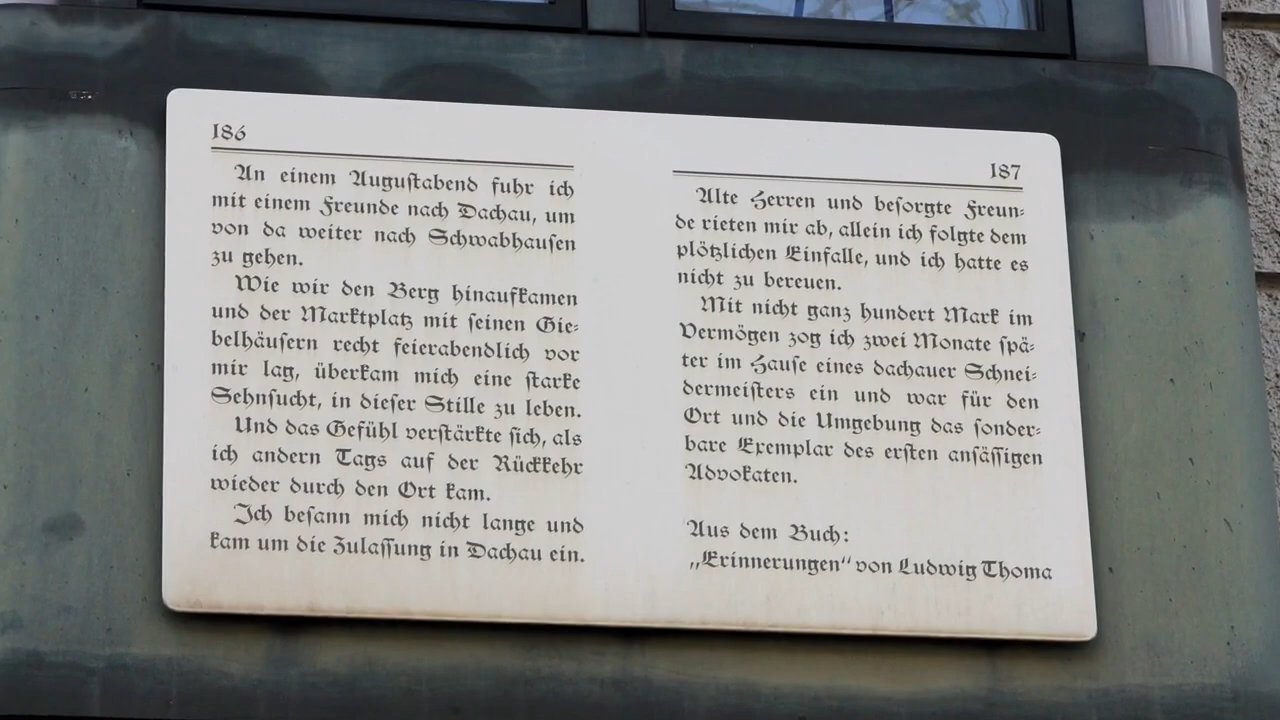 186
An einem Augustabend fuhr ich
mit einem Freunde nach Dachau, um
von da weiter nach Schwabhausen
zu gehen.
Wie wir den Berg hinaufkamen
und der Marktplatz mit seinen Gie=
belhäusern recht feierabendlich vor
mir lag, überkam mich eine starke
Sehnsucht, in dieser Stille zu leben.
Und das Gefühl verstärkte sich, als
ich andern Tags auf der Rückkehr
wieder durch den Ort kam.
Ich besann mich nicht lange und
kam um die Zulassung in Dachau ein.
187
Alte Herren und besorgte Freun=
de rieten mir ab, allein ich folgte dem
plötzlichen Einfalle, und ich hatte es
nicht zu bereuen.
Mit nicht ganz hundert Mark im
Vermögen zog ich zwei Monate spä=
ter im Hause eines dachauer Schnei=
dermeisters ein und war für den
Ort und die Umgebung das sonder=
bare Exemplar des ersten ansässigen
Advokaten.
Aus dem Buch:
„Erinnerungen“ von Ludwig Thoma